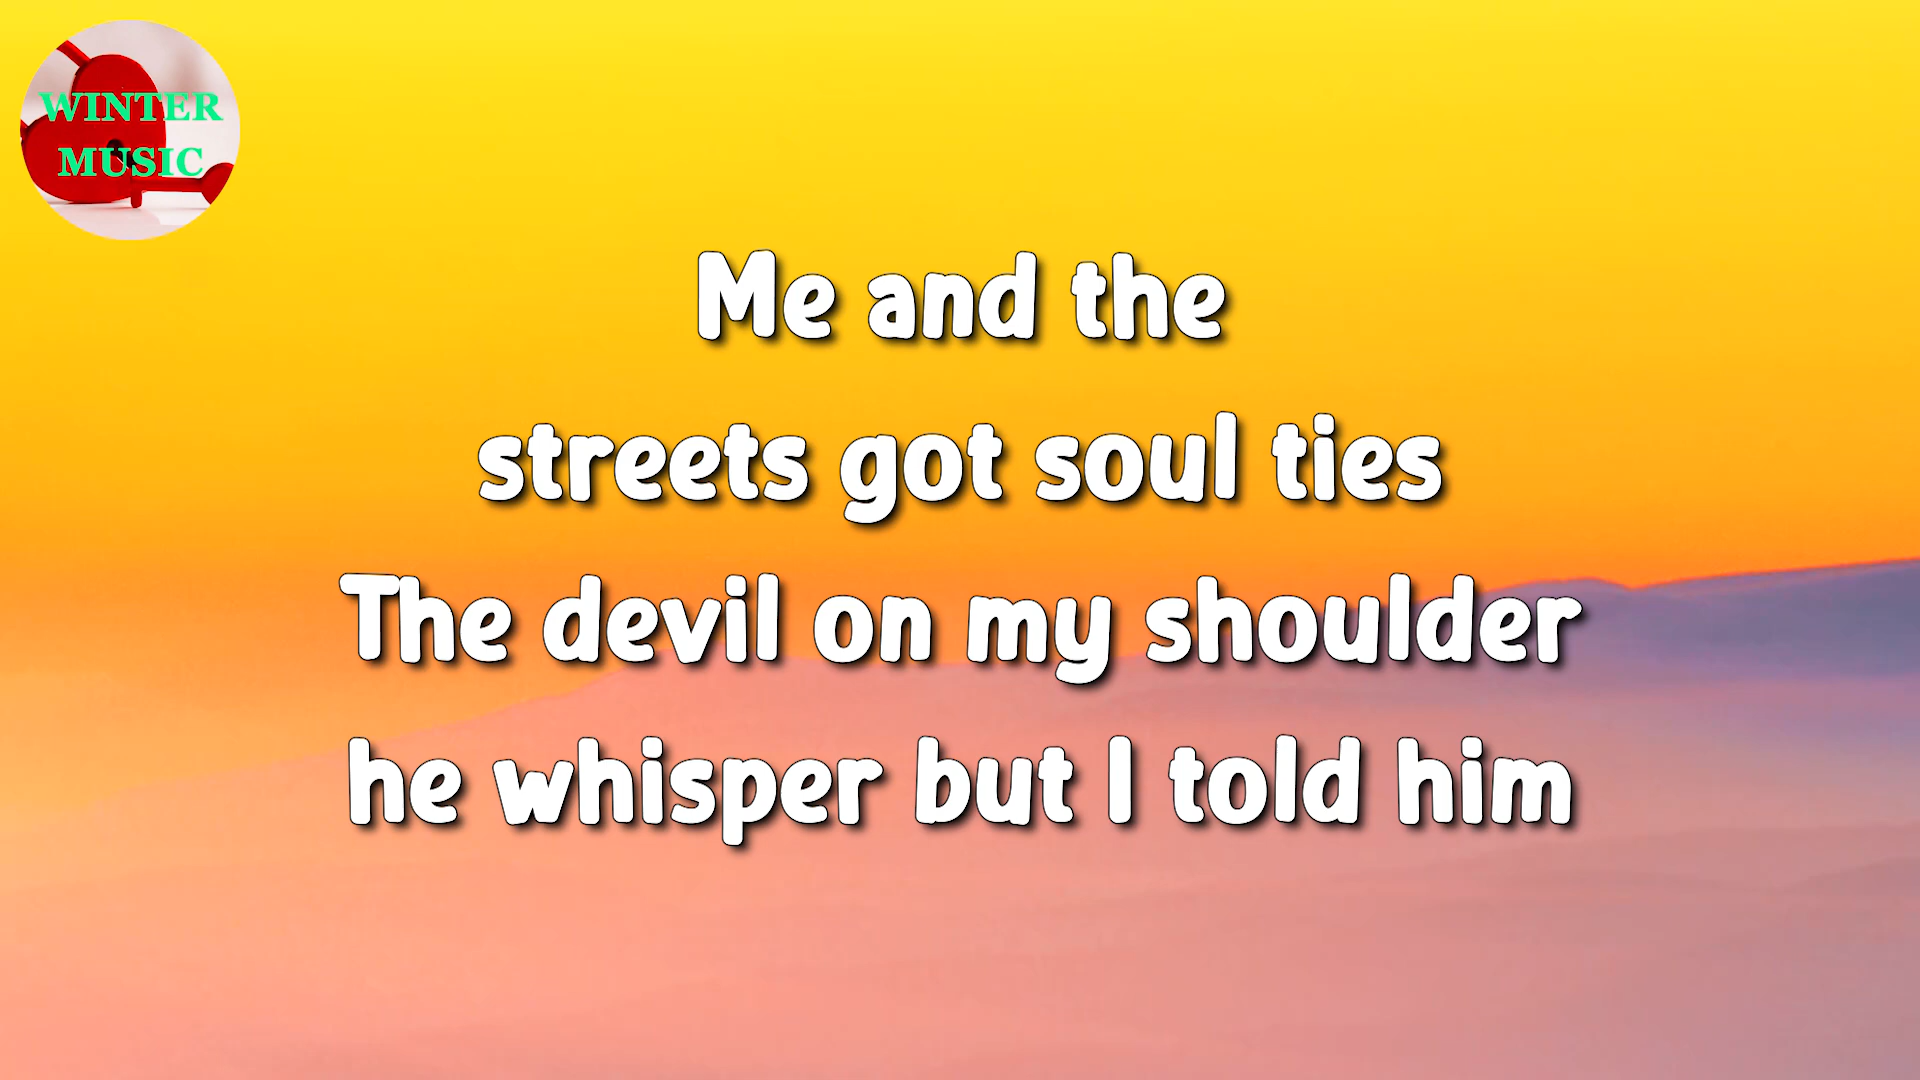 WINTER
MUSIC
Me and the
streets got soul ties
The devil on my shoulder
he whisper but I told him